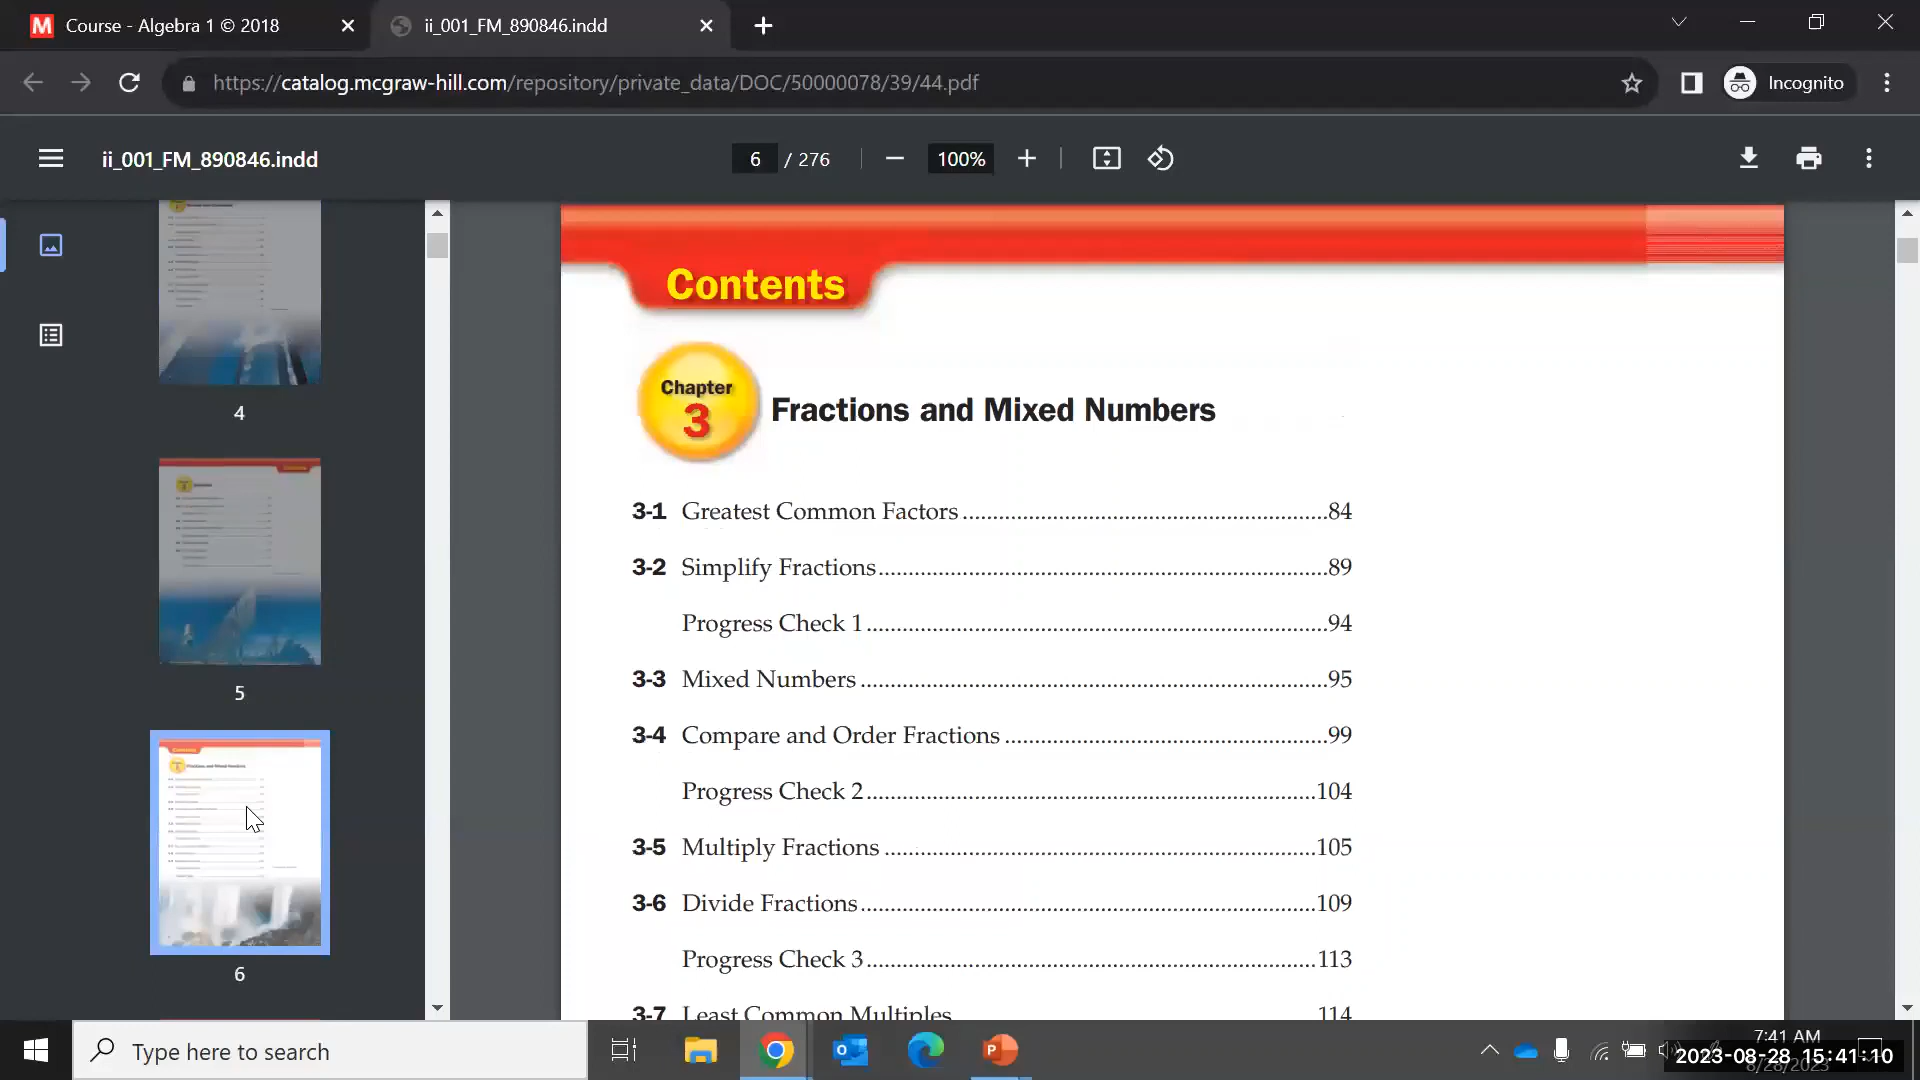 Course - Algebra 1 © 2018
ii_001_FM_890846.indd
https://catalog.mcgraw-hill.com/repository/private_data/DOC/50000078/39/44.pdf
Incognito
ii_001_FM_890846.indd
6 / 276
100%
4
5
6
Contents
Chapter 3 Fractions and Mixed Numbers
3-1 Greatest Common Factors ........ 84
3-2 Simplify Fractions ........ 89
Progress Check 1 ........ 94
3-3 Mixed Numbers ........ 95
3-4 Compare and Order Fractions ........ 99
Progress Check 2 ........ 104
3-5 Multiply Fractions ........ 105
3-6 Divide Fractions ........ 109
Progress Check 3 ........ 113
3-7 Least Common Multiples ........ 114
Type here to search
7:41 AM
2023-08-28 15:41:10
8/28/2023